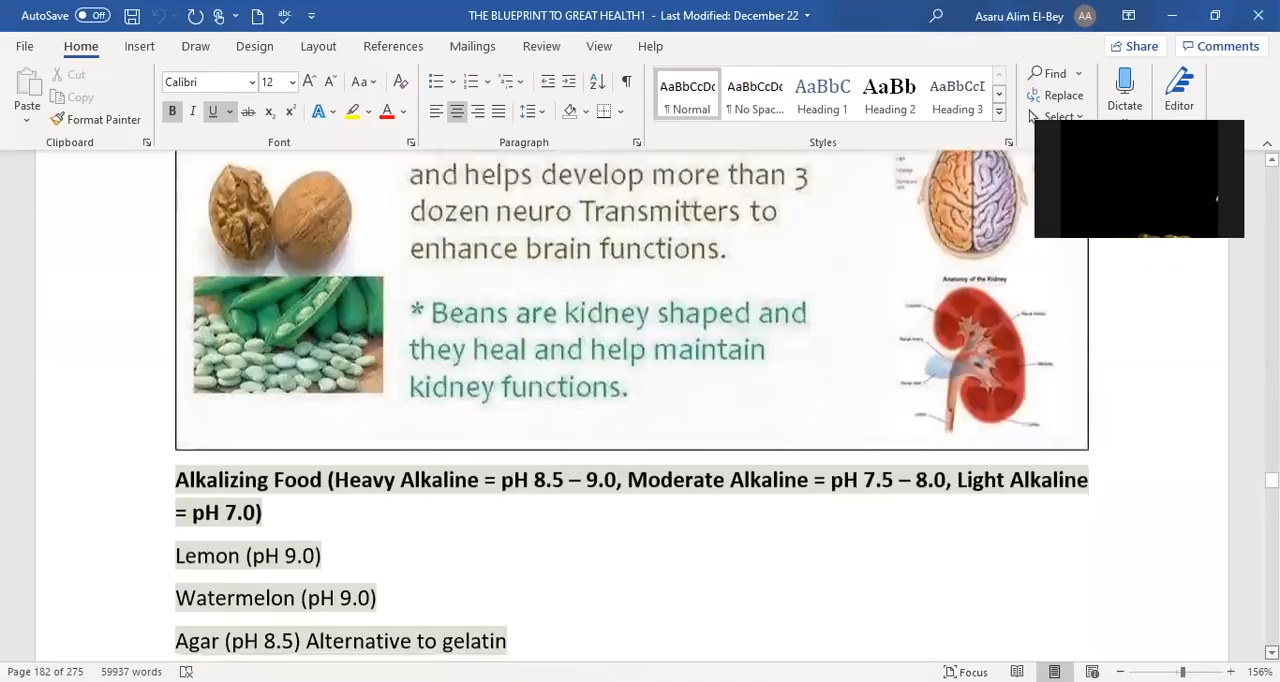 AutoSave Off
THE BLUEPRINT TO GREAT HEALTH1 - Last Modified: December 22
Asaru Alim El-Bey AA
File Home Insert Draw Design Layout References Mailings Review View Help
Share Comments
Paste
Cut
Copy
Format Painter
Calibri 12
AaBbCcDc AaBbCcDc AaBbC AaBb AaBbCcI
¶ Normal ¶ No Spac... Heading 1 Heading 2 Heading 3
Find
Replace
Select
Dictate
Editor
Clipboard Font Paragraph Styles
and helps develop more than 3
dozen neuro Transmitters to
enhance brain functions.
Anatomy of the Kidney
* Beans are kidney shaped and
they heal and help maintain
kidney functions.
Alkalizing Food (Heavy Alkaline = pH 8.5 – 9.0, Moderate Alkaline = pH 7.5 – 8.0, Light Alkaline
= pH 7.0)
Lemon (pH 9.0)
Watermelon (pH 9.0)
Agar (pH 8.5) Alternative to gelatin
Page 182 of 275 59937 words Focus 156%